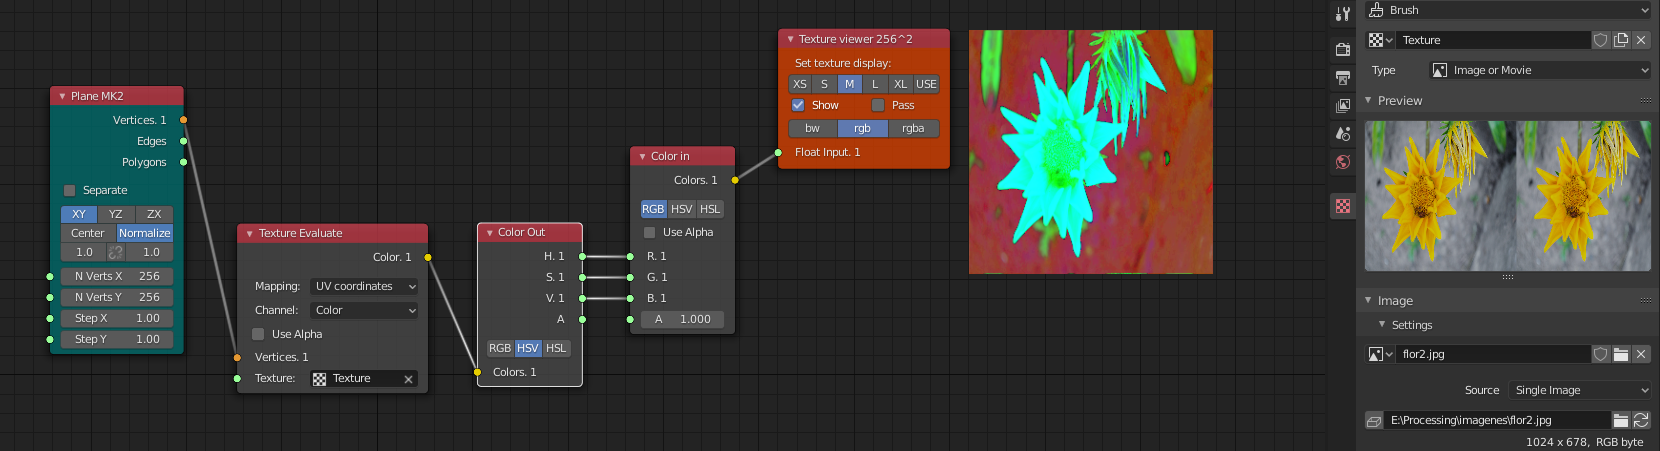 Plane MK2
Vertices. 1
Edges
Polygons
Separate
XY YZ ZX
Center Normalize
1.0 1.0
N Verts X 256
N Verts Y 256
Step X 1.00
Step Y 1.00
Texture Evaluate
Color. 1
Mapping: UV coordinates
Channel: Color
Use Alpha
Vertices. 1
Texture: Texture
Color Out
H. 1
S. 1
V. 1
A
RGB HSV HSL
Colors. 1
Color in
Colors. 1
RGB HSV HSL
Use Alpha
R. 1
G. 1
B. 1
A 1.000
Texture viewer 256^2
Set texture display:
XS S M L XL USE
Show Pass
bw rgb rgba
Float Input. 1
Brush
Texture
Type Image or Movie
Preview
Image
Settings
flor2.jpg
Source Single Image
E:\Processing\imagenes\flor2.jpg
1024 x 678, RGB byte